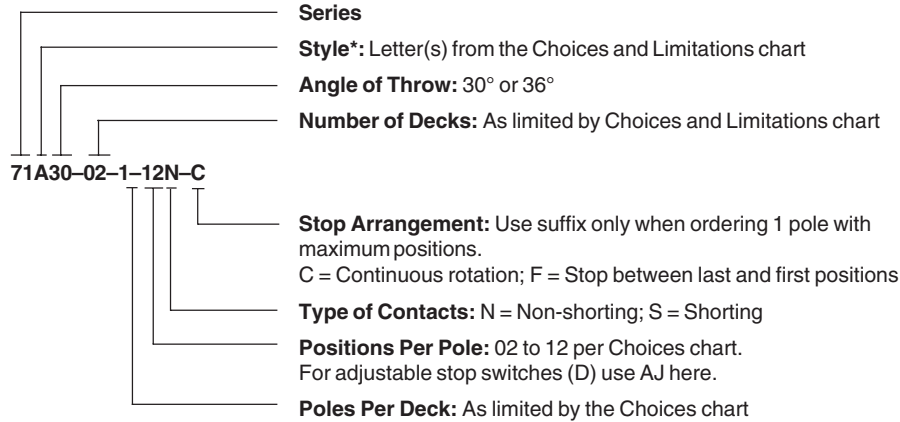 Series
Style*: Letter(s) from the Choices and Limitations chart
Angle of Throw: 30° or 36°
Number of Decks: As limited by Choices and Limitations chart
71A30–02–1–12N–C
Stop Arrangement: Use suffix only when ordering 1 pole with
maximum positions.
C = Continuous rotation; F = Stop between last and first positions
Type of Contacts: N = Non-shorting; S = Shorting
Positions Per Pole: 02 to 12 per Choices chart.
For adjustable stop switches (D) use AJ here.
Poles Per Deck: As limited by the Choices chart